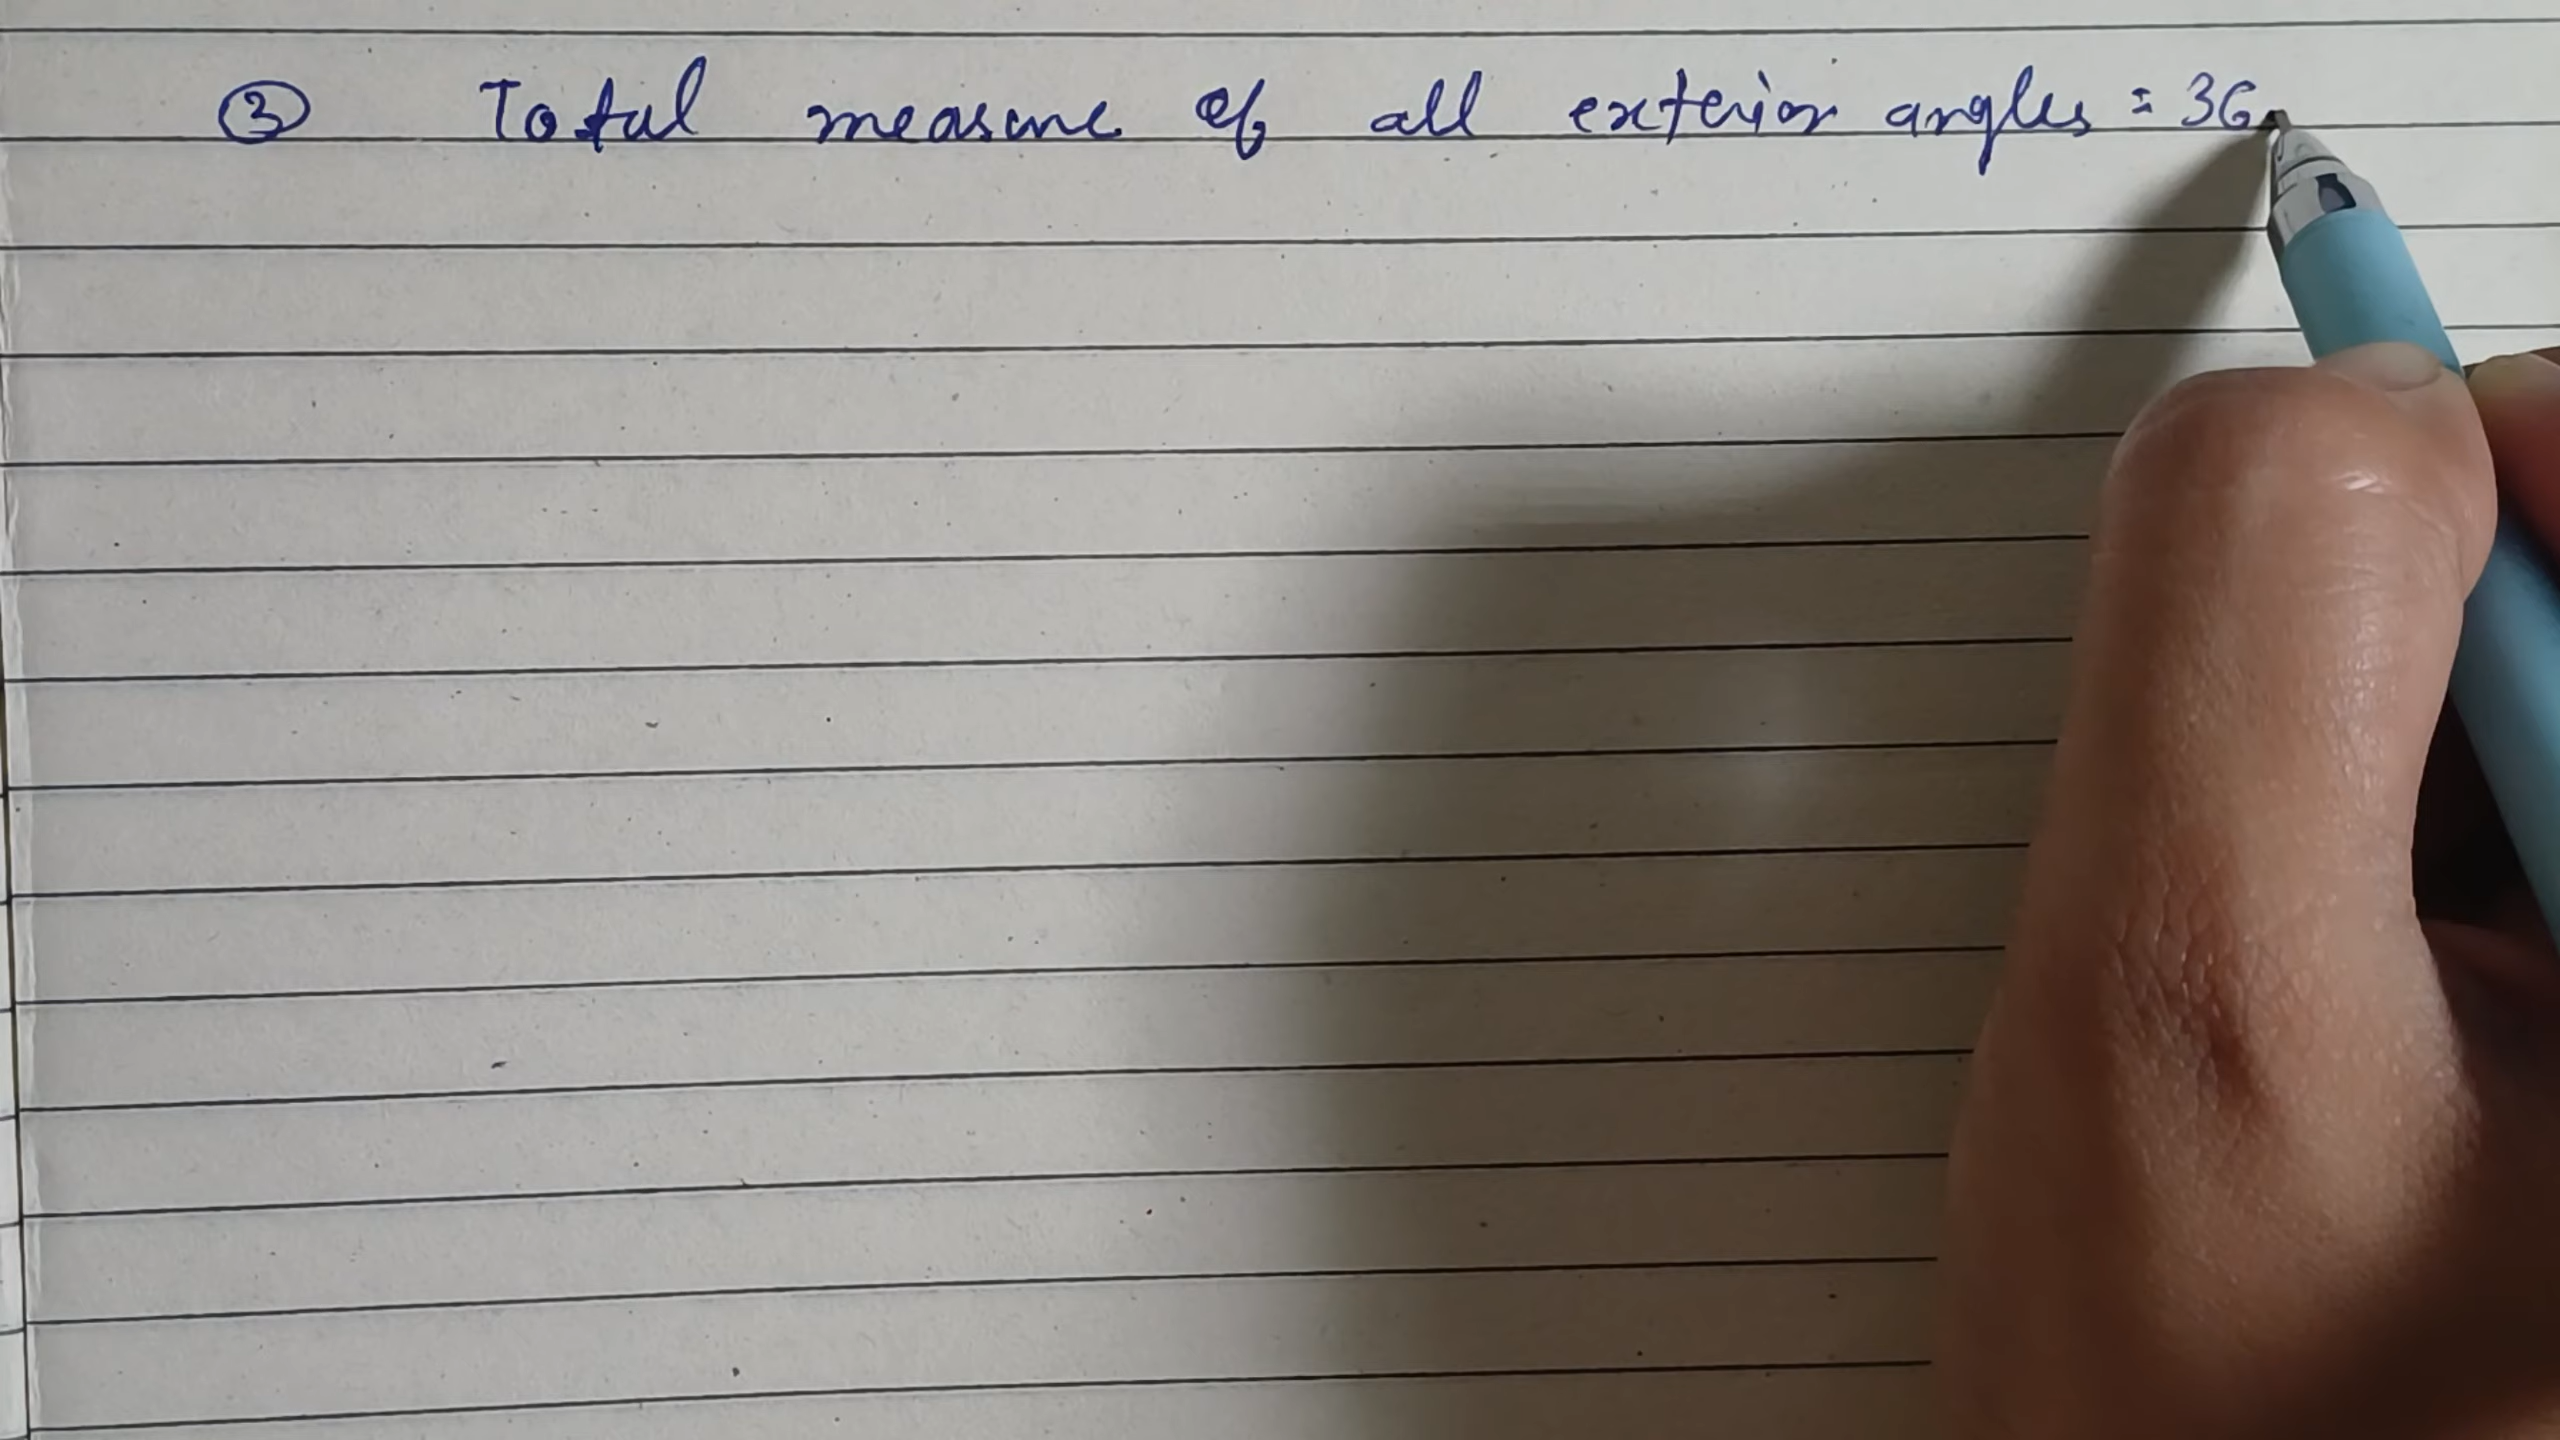 ③ Total measure of all exterior angles = 36